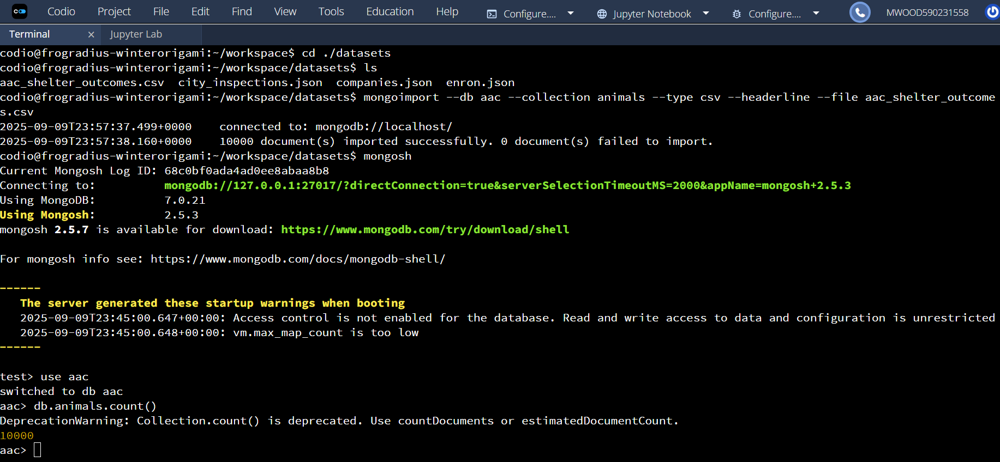 Codio Project File Edit Find View Tools Education Help Configure.... Jupyter Notebook Configure.... MWOOD590231558
Terminal × Jupyter Lab
codio@frogradius-winterorigami:~/workspace$ cd ./datasets
codio@frogradius-winterorigami:~/workspace/datasets$ ls
aac_shelter_outcomes.csv  city_inspections.json  companies.json  enron.json
codio@frogradius-winterorigami:~/workspace/datasets$ mongoimport --db aac --collection animals --type csv --headerline --file aac_shelter_outcome
s.csv
2025-09-09T23:57:37.499+0000    connected to: mongodb://localhost/
2025-09-09T23:57:38.160+0000    10000 document(s) imported successfully. 0 document(s) failed to import.
codio@frogradius-winterorigami:~/workspace/datasets$ mongosh
Current Mongosh Log ID: 68c0bf0ada4ad0ee8abaa8b8
Connecting to:          mongodb://127.0.0.1:27017/?directConnection=true&serverSelectionTimeoutMS=2000&appName=mongosh+2.5.3
Using MongoDB:          7.0.21
Using Mongosh:          2.5.3
mongosh 2.5.7 is available for download: https://www.mongodb.com/try/download/shell
For mongosh info see: https://www.mongodb.com/docs/mongodb-shell/
------
   The server generated these startup warnings when booting
   2025-09-09T23:45:00.647+00:00: Access control is not enabled for the database. Read and write access to data and configuration is unrestricted
   2025-09-09T23:45:00.648+00:00: vm.max_map_count is too low
------
test> use aac
switched to db aac
aac> db.animals.count()
DeprecationWarning: Collection.count() is deprecated. Use countDocuments or estimatedDocumentCount.
10000
aac>